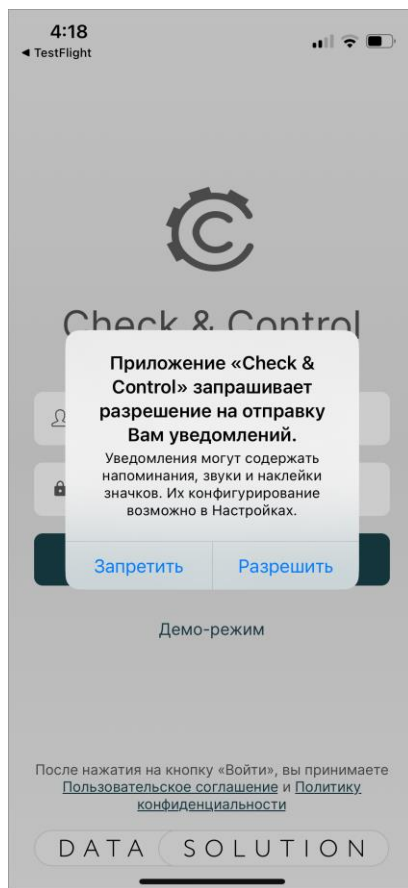 4:18
◀ TestFlight
Check & Control
Приложение «Check &
Control» запрашивает
разрешение на отправку
Вам уведомлений.
Уведомления могут содержать
напоминания, звуки и наклейки
значков. Их конфигурирование
возможно в Настройках.
Запретить Разрешить
Демо-режим
После нажатия на кнопку «Войти», вы принимаете
Пользовательское соглашение и Политику
конфиденциальности
DATA SOLUTION